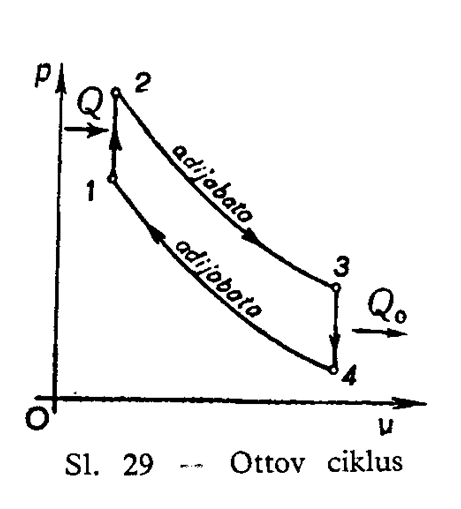 p
2
Q
1
adijabata
adijabata
3
Q₀
4
O
v
Sl. 29 -- Ottov ciklus